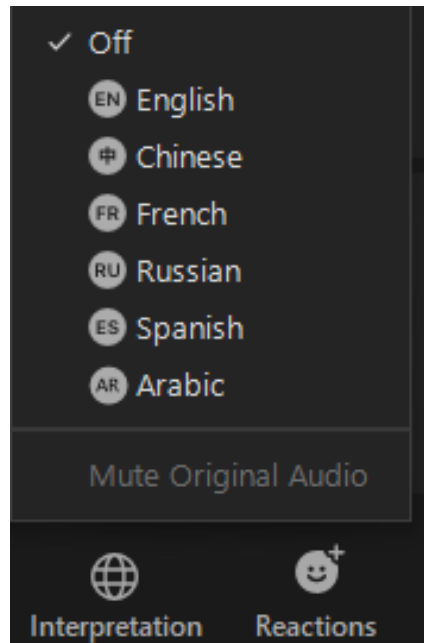 Off
EN English
中 Chinese
FR French
RU Russian
ES Spanish
AR Arabic
Mute Original Audio
Interpretation Reactions